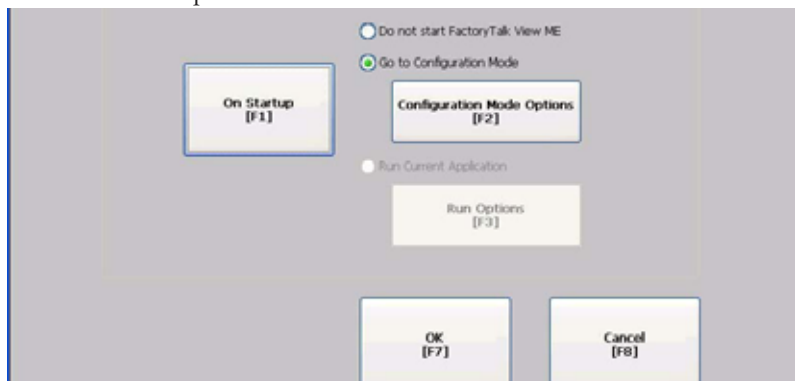 Do not start FactoryTalk View ME
Go to Configuration Mode
On Startup
[F1]
Configuration Mode Options
[F2]
Run Current Application
Run Options
[F3]
OK
[F7]
Cancel
[F8]